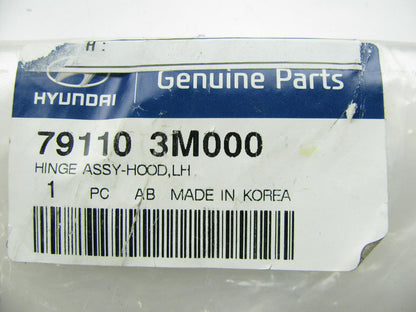 A :
HYUNDAI
Genuine Parts
79110 3M000
HINGE ASSY-HOOD,LH
1 PC AB MADE IN KOREA